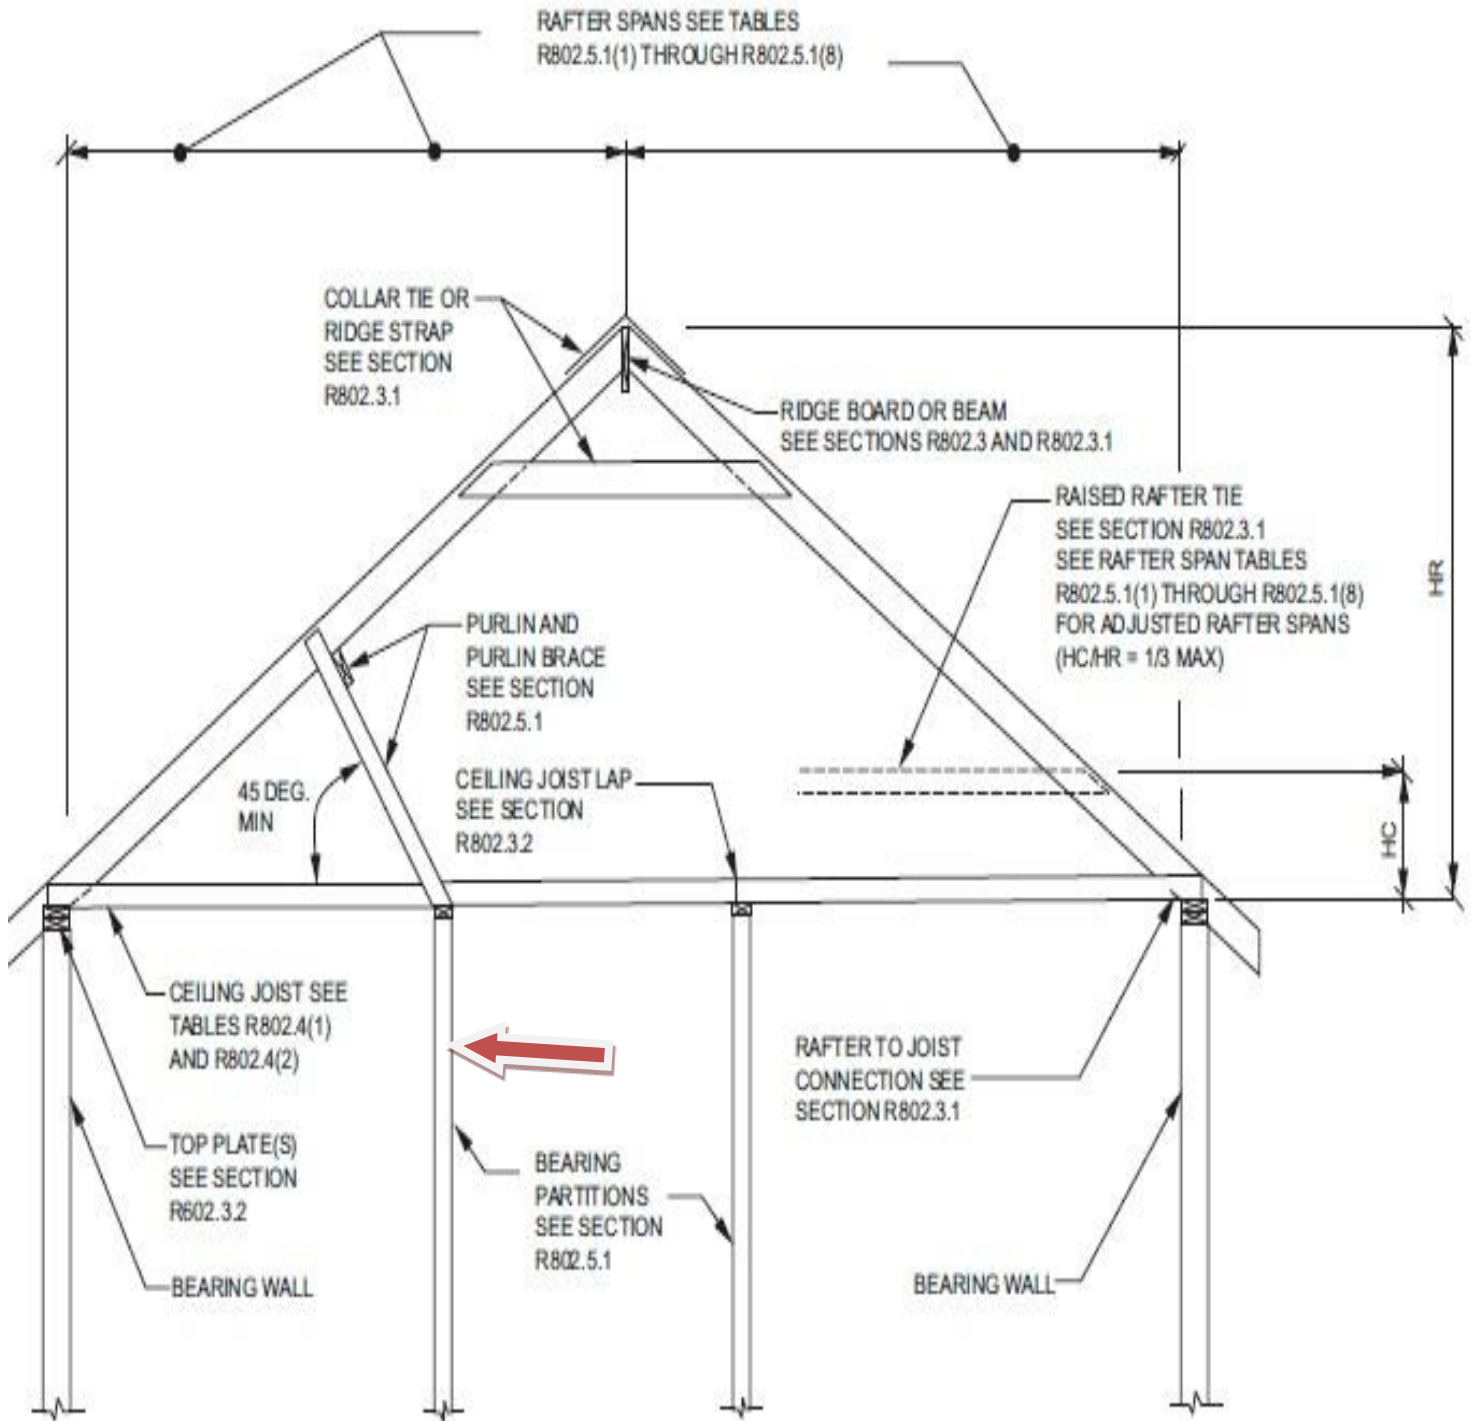 RAFTER SPANS SEE TABLES
R802.5.1(1) THROUGH R802.5.1(8)
COLLAR TIE OR
RIDGE STRAP
SEE SECTION
R802.3.1
RIDGE BOARD OR BEAM
SEE SECTIONS R802.3 AND R802.3.1
RAISED RAFTER TIE
SEE SECTION R802.3.1
SEE RAFTER SPAN TABLES
R802.5.1(1) THROUGH R802.5.1(8)
FOR ADJUSTED RAFTER SPANS
(HC/HR = 1/3 MAX)
HR
PURLIN AND
PURLIN BRACE
SEE SECTION
R802.5.1
45 DEG.
MIN
CEILING JOIST LAP
SEE SECTION
R802.3.2
HC
CEILING JOIST SEE
TABLES R802.4(1)
AND R802.4(2)
RAFTER TO JOIST
CONNECTION SEE
SECTION R802.3.1
TOP PLATE(S)
SEE SECTION
R602.3.2
BEARING
PARTITIONS
SEE SECTION
R802.5.1
BEARING WALL
BEARING WALL